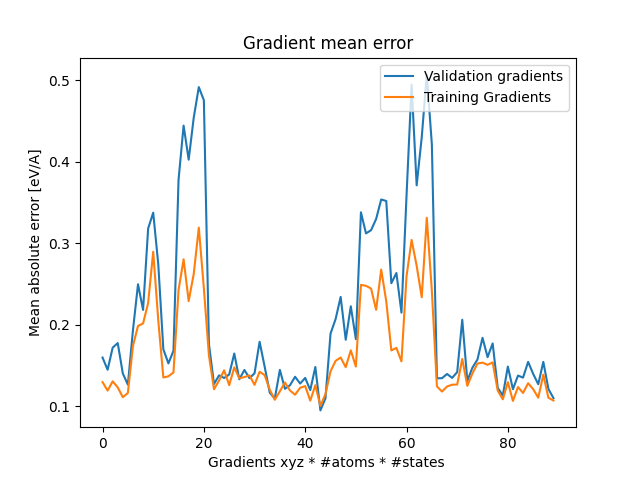 Gradient mean error
Validation gradients
Training Gradients
Mean absolute error [eV/A]
0.5
0.4
0.3
0.2
0.1
0 20 40 60 80
Gradients xyz * #atoms * #states